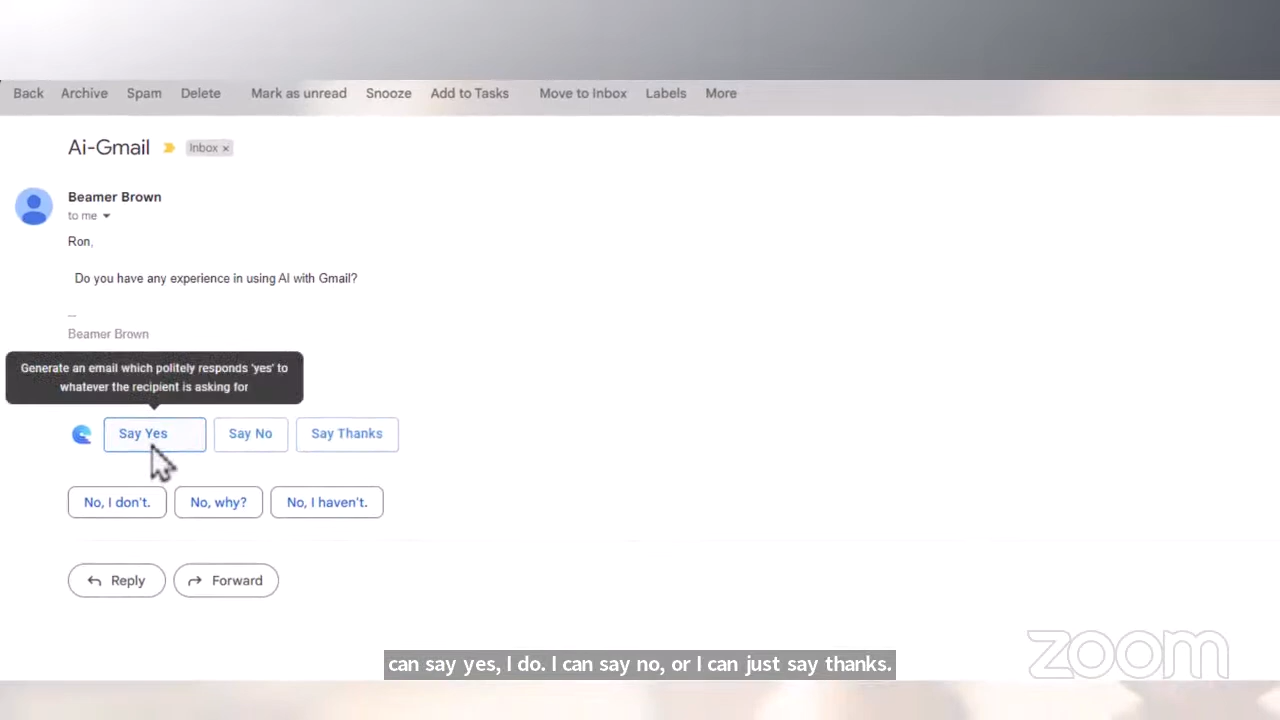 Back Archive Spam Delete Mark as unread Snooze Add to Tasks Move to Inbox Labels More
Ai-Gmail Inbox ×
Beamer Brown
to me
Ron,
Do you have any experience in using AI with Gmail?
--
Beamer Brown
Generate an email which politely responds 'yes' to
whatever the recipient is asking for
Say Yes Say No Say Thanks
No, I don't. No, why? No, I haven't.
Reply Forward
can say yes, I do. I can say no, or I can just say thanks.
zoom